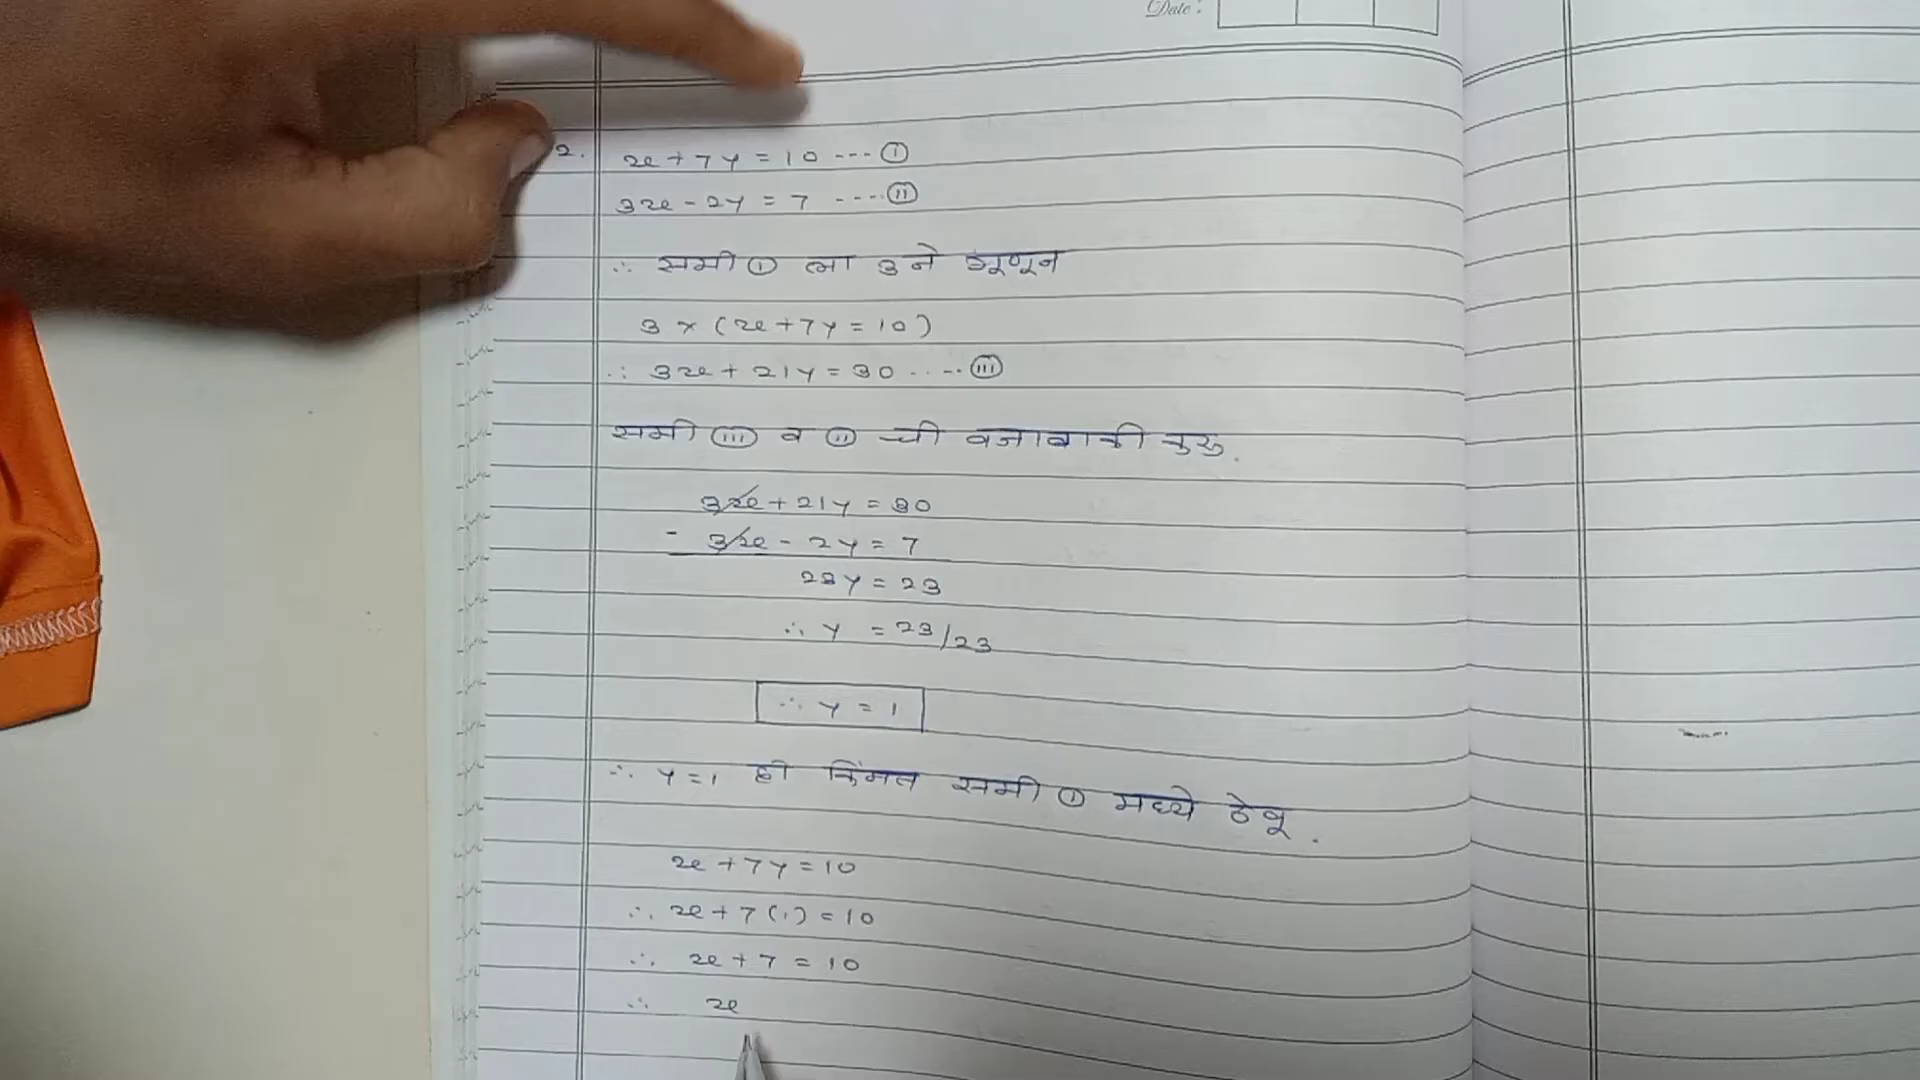 Date :
2. x + 7y = 10 --- (I)
3x - 2y = 7 ---- (II)
∴ समी (I) ला 3 ने गुणून
3 × (x + 7y = 10)
∴ 3x + 21y = 30 ---- (III)
समी (III) व (II) ची वजाबाकी करु.
3x + 21y = 30
- 3x - 2y = 7
23y = 23
∴ y = 23/23
∴ y = 1
∴ y = 1 ही किंमत समी (I) मध्ये ठेवू.
x + 7y = 10
∴ x + 7(1) = 10
∴ x + 7 = 10
∴ x